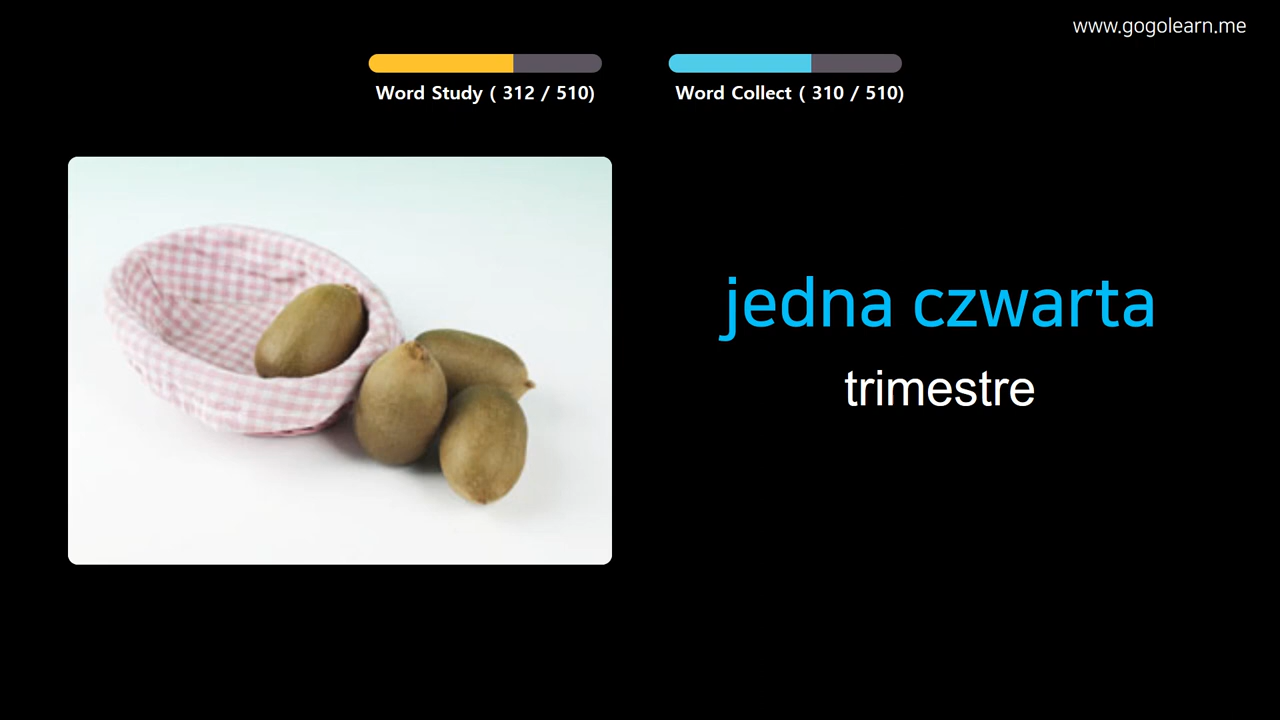 www.gogolearn.me
Word Study ( 312 / 510)
Word Collect ( 310 / 510)
jedna czwarta
trimestre